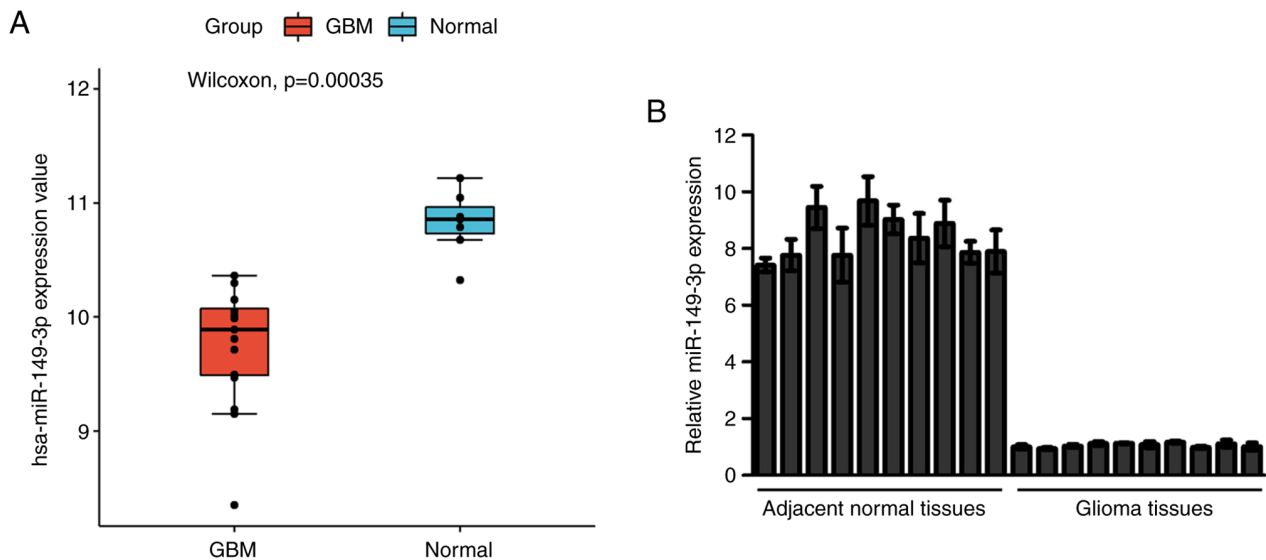 A
Group GBM Normal
Wilcoxon, p=0.00035
hsa-miR-149-3p expression value
12
11
10
9
GBM Normal
B
Relative miR-149-3p expression
12
10
8
6
4
2
0
Adjacent normal tissues Glioma tissues